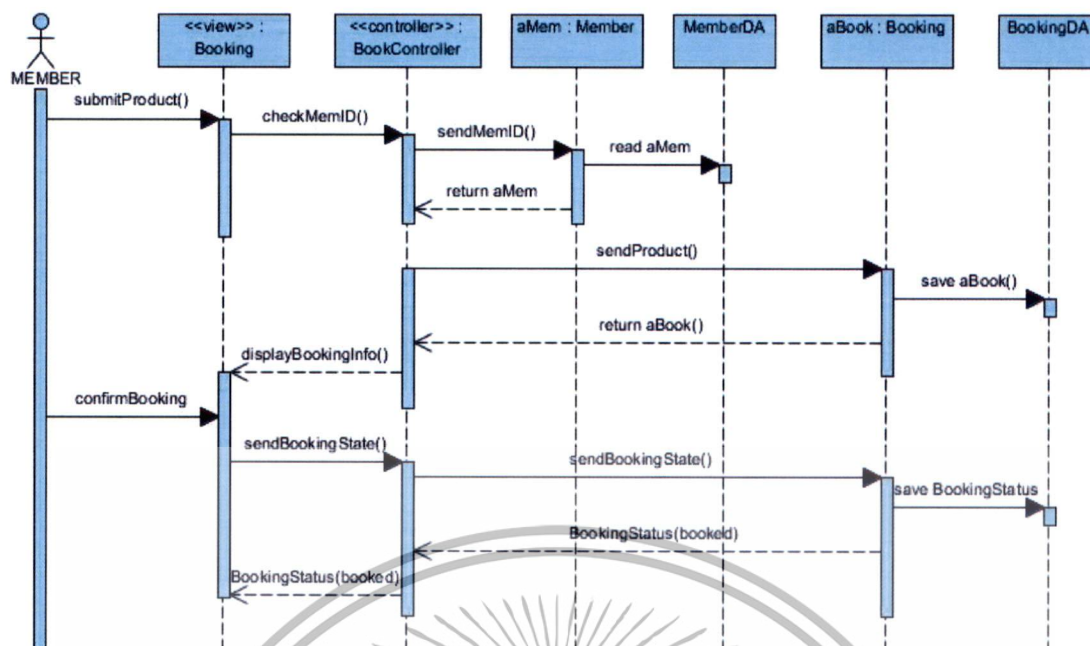 <<view>> :
Booking
<<controller>> :
BookController
aMem : Member
MemberDA
aBook : Booking
BookingDA
MEMBER
submitProduct()
checkMemID()
sendMemID()
read aMem
return aMem
sendProduct()
save aBook()
return aBook()
displayBookingInfo()
confirmBooking
sendBookingState()
sendBookingState()
save BookingStatus
BookingStatus(booked)
BookingStatus(booked)